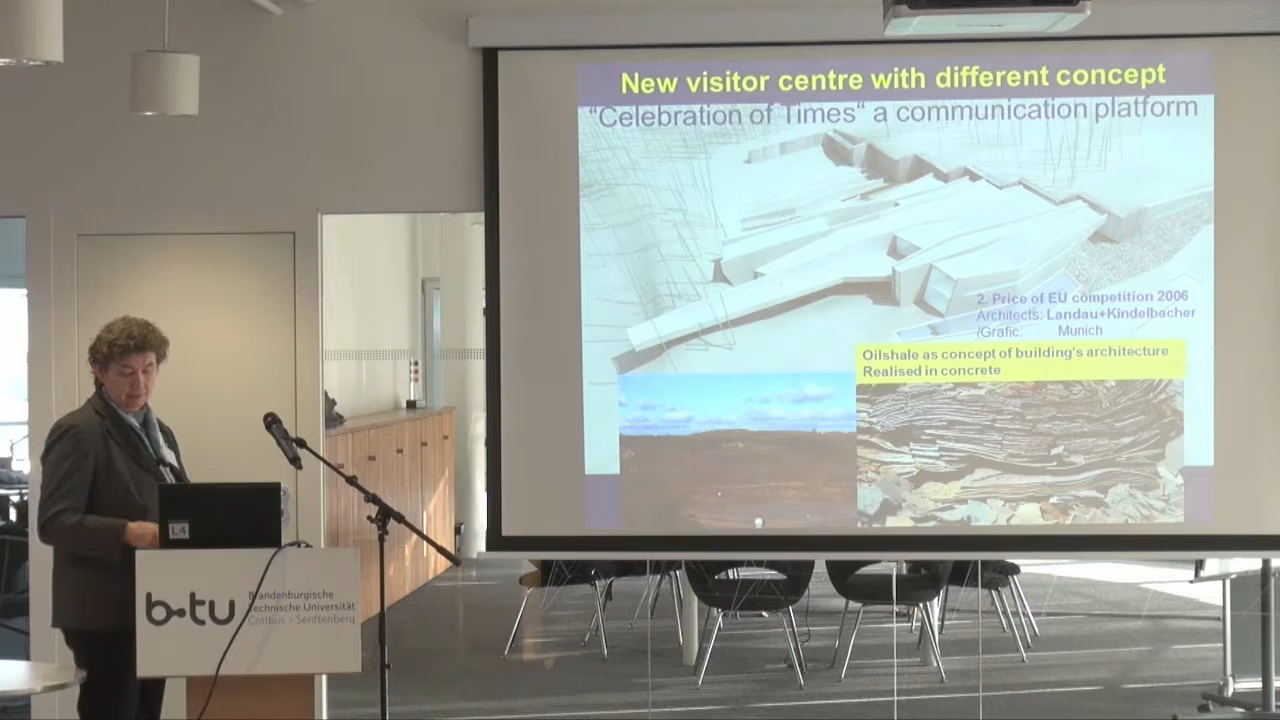 New visitor centre with different concept
“Celebration of Times“ a communication platform
2. Price of EU competition 2006
Architects: Landau+Kindelbacher
/Grafic: Munich
Oilshale as concept of building's architecture
Realised in concrete
L4
b-tu
Brandenburgische
Technische Universität
Cottbus - Senftenberg